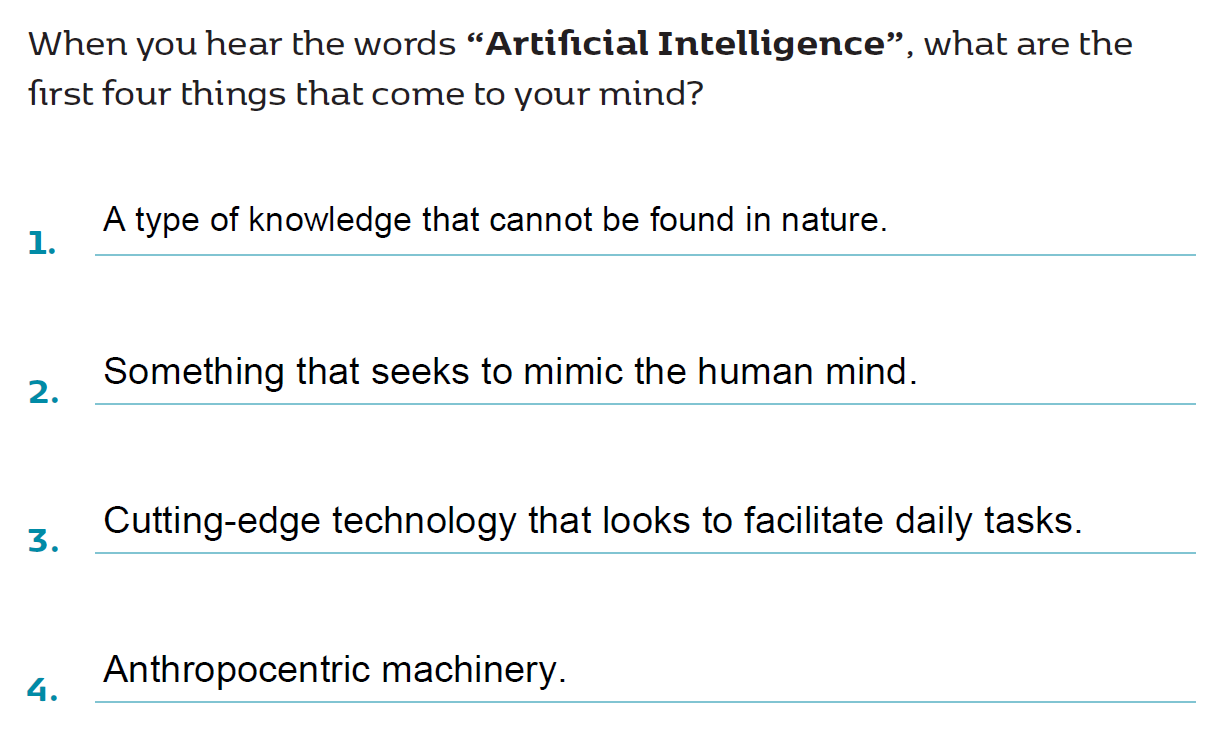 When you hear the words “Artificial Intelligence”, what are the
first four things that come to your mind?
1. A type of knowledge that cannot be found in nature.
2. Something that seeks to mimic the human mind.
3. Cutting-edge technology that looks to facilitate daily tasks.
4. Anthropocentric machinery.